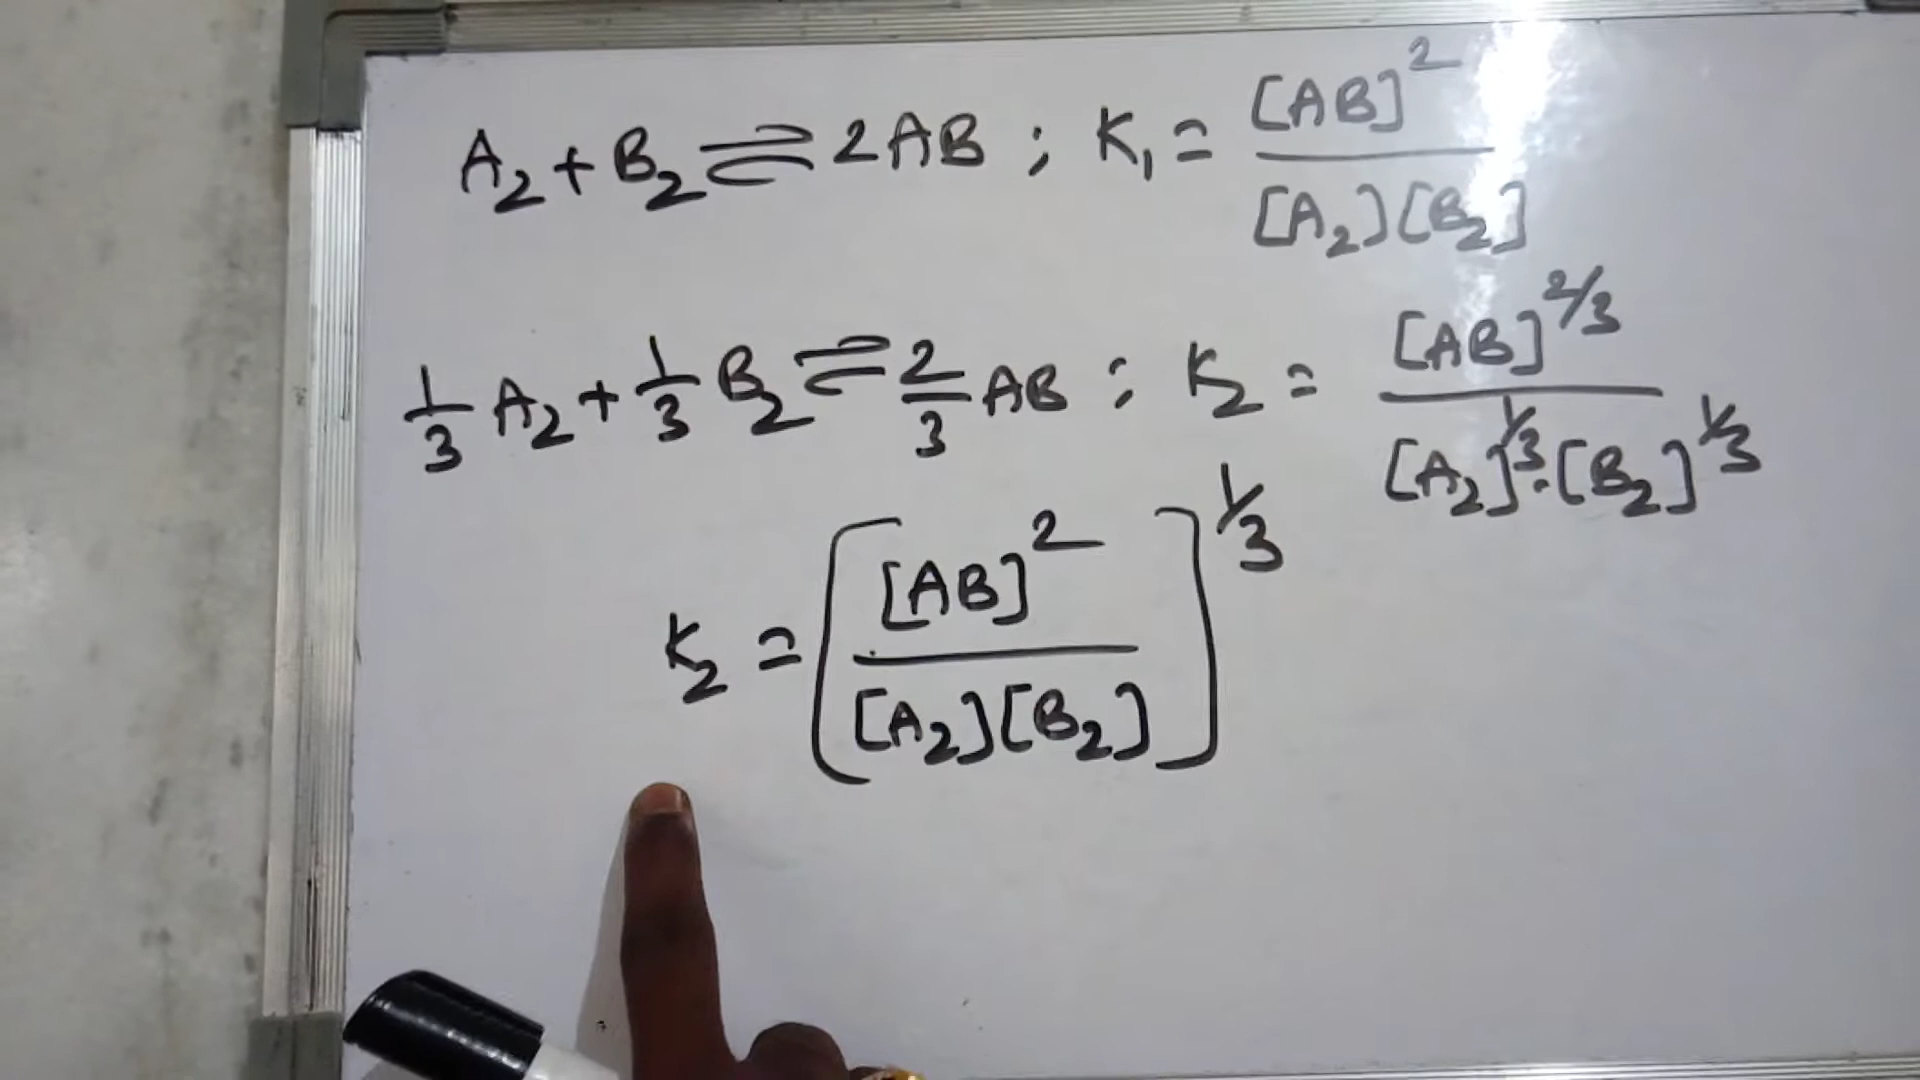 A₂ + B₂ ⇌ 2AB ; K₁ = [AB]² / [A₂][B₂]
1/3 A₂ + 1/3 B₂ ⇌ 2/3 AB ; K₂ = [AB]^2/3 / [A₂]^1/3 · [B₂]^1/3
K₂ = [ [AB]² / [A₂][B₂] ]^1/3